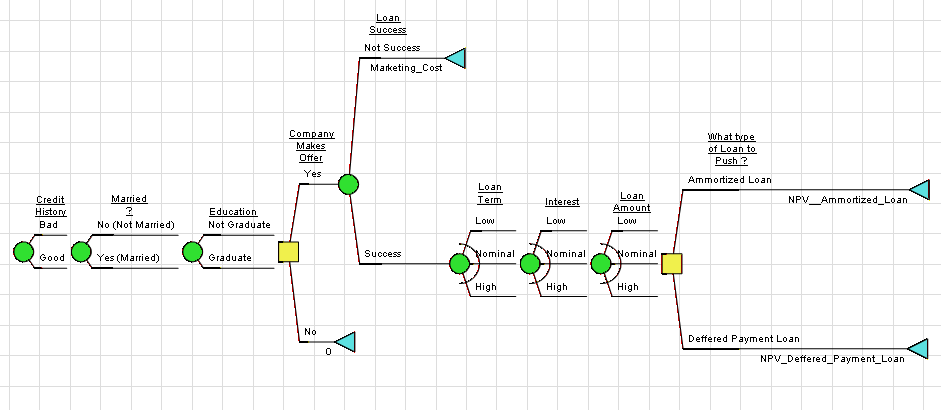 Loan
Success
Not Success
Marketing_Cost
Company
Makes
Offer
Yes
What type
of Loan to
Push ?
Ammortized Loan
NPV__Ammortized_Loan
Credit
History
Bad
Good
Married
?
No (Not Married)
Yes (Married)
Education
Not Graduate
Graduate
Success
Loan
Term
Low
Nominal
High
Interest
Low
Nominal
High
Loan
Amount
Low
Nominal
High
No
0
Deffered Payment Loan
NPV_Deffered_Payment_Loan